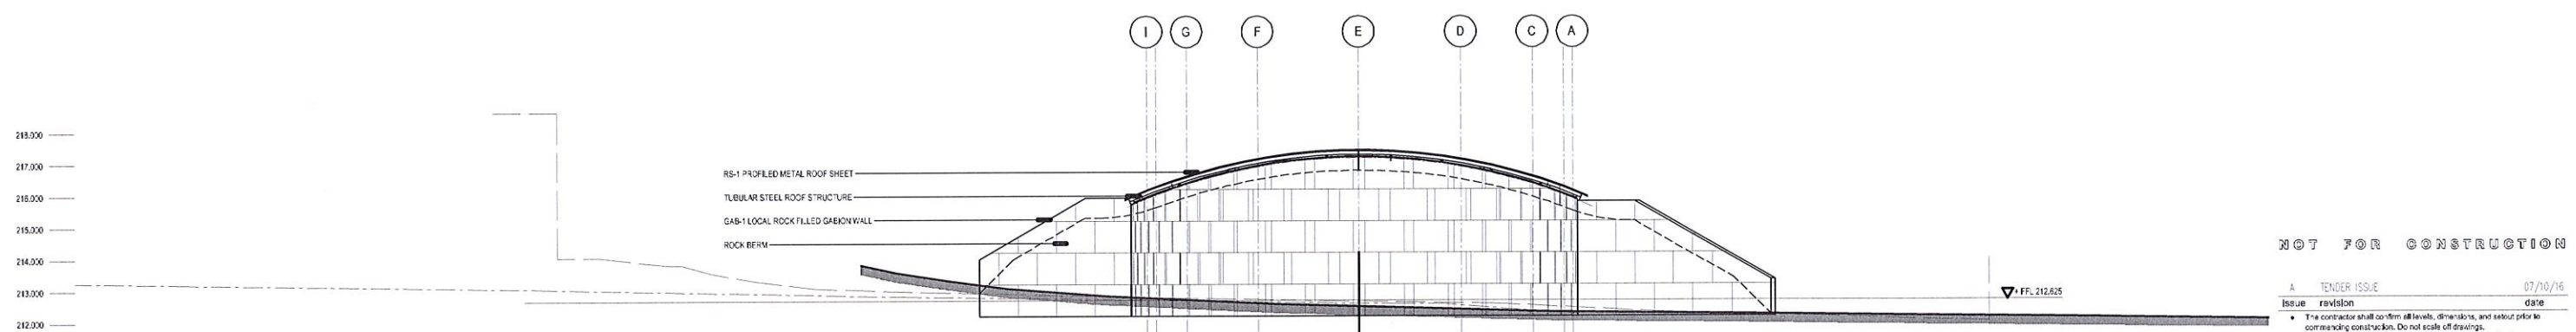 I G F E D C A
218.000
217.000
216.000
215.000
214.000
213.000
212.000
RS-1 PROFILED METAL ROOF SHEET
TUBULAR STEEL ROOF STRUCTURE
GAB-1 LOCAL ROCK FILLED GABION WALL
ROCK BERM
+ FFL 212.625
NOT FOR CONSTRUCTION
A TENDER ISSUE 07/10/16
issue revision date
• The contractor shall confirm all levels, dimensions, and setout prior to
commencing construction. Do not scale off drawings.